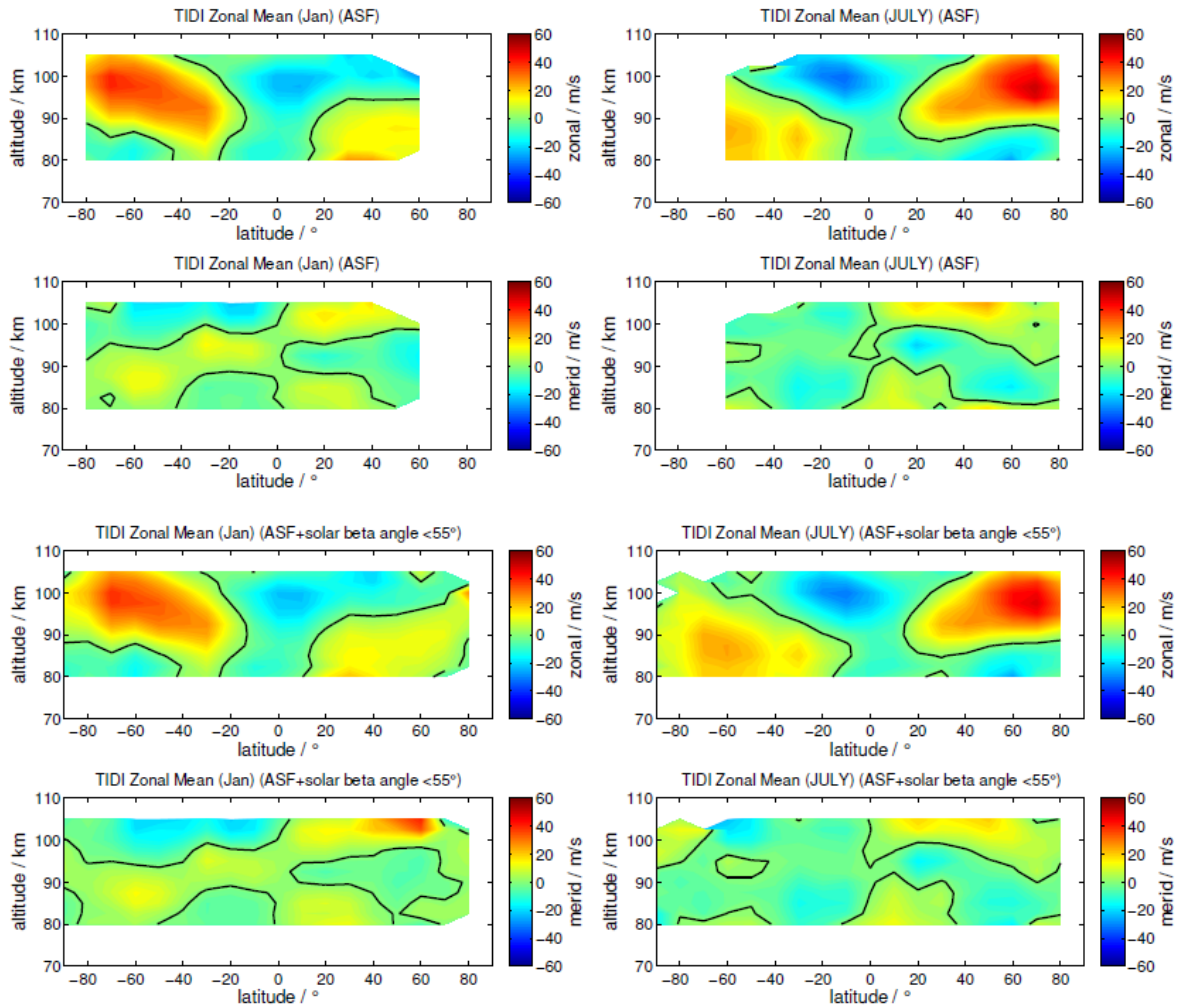 TIDI Zonal Mean (Jan) (ASF)
110
100
90
80
70
altitude / km
−80 −60 −40 −20 0 20 40 60 80
latitude / °
60
40
20
0
−20
−40
−60
zonal / m/s
TIDI Zonal Mean (JULY) (ASF)
110
100
90
80
70
altitude / km
−80 −60 −40 −20 0 20 40 60 80
latitude / °
60
40
20
0
−20
−40
−60
zonal / m/s
TIDI Zonal Mean (Jan) (ASF)
110
100
90
80
70
altitude / km
−80 −60 −40 −20 0 20 40 60 80
latitude / °
60
40
20
0
−20
−40
−60
merid / m/s
TIDI Zonal Mean (JULY) (ASF)
110
100
90
80
70
altitude / km
−80 −60 −40 −20 0 20 40 60 80
latitude / °
60
40
20
0
−20
−40
−60
merid / m/s
TIDI Zonal Mean (Jan) (ASF+solar beta angle <55°)
110
100
90
80
70
altitude / km
−80 −60 −40 −20 0 20 40 60 80
latitude / °
60
40
20
0
−20
−40
−60
zonal / m/s
TIDI Zonal Mean (JULY) (ASF+solar beta angle <55°)
110
100
90
80
70
altitude / km
−80 −60 −40 −20 0 20 40 60 80
latitude / °
60
40
20
0
−20
−40
−60
zonal / m/s
TIDI Zonal Mean (Jan) (ASF+solar beta angle <55°)
110
100
90
80
70
altitude / km
−80 −60 −40 −20 0 20 40 60 80
latitude / °
60
40
20
0
−20
−40
−60
merid / m/s
TIDI Zonal Mean (JULY) (ASF+solar beta angle <55°)
110
100
90
80
70
altitude / km
−80 −60 −40 −20 0 20 40 60 80
latitude / °
60
40
20
0
−20
−40
−60
merid / m/s